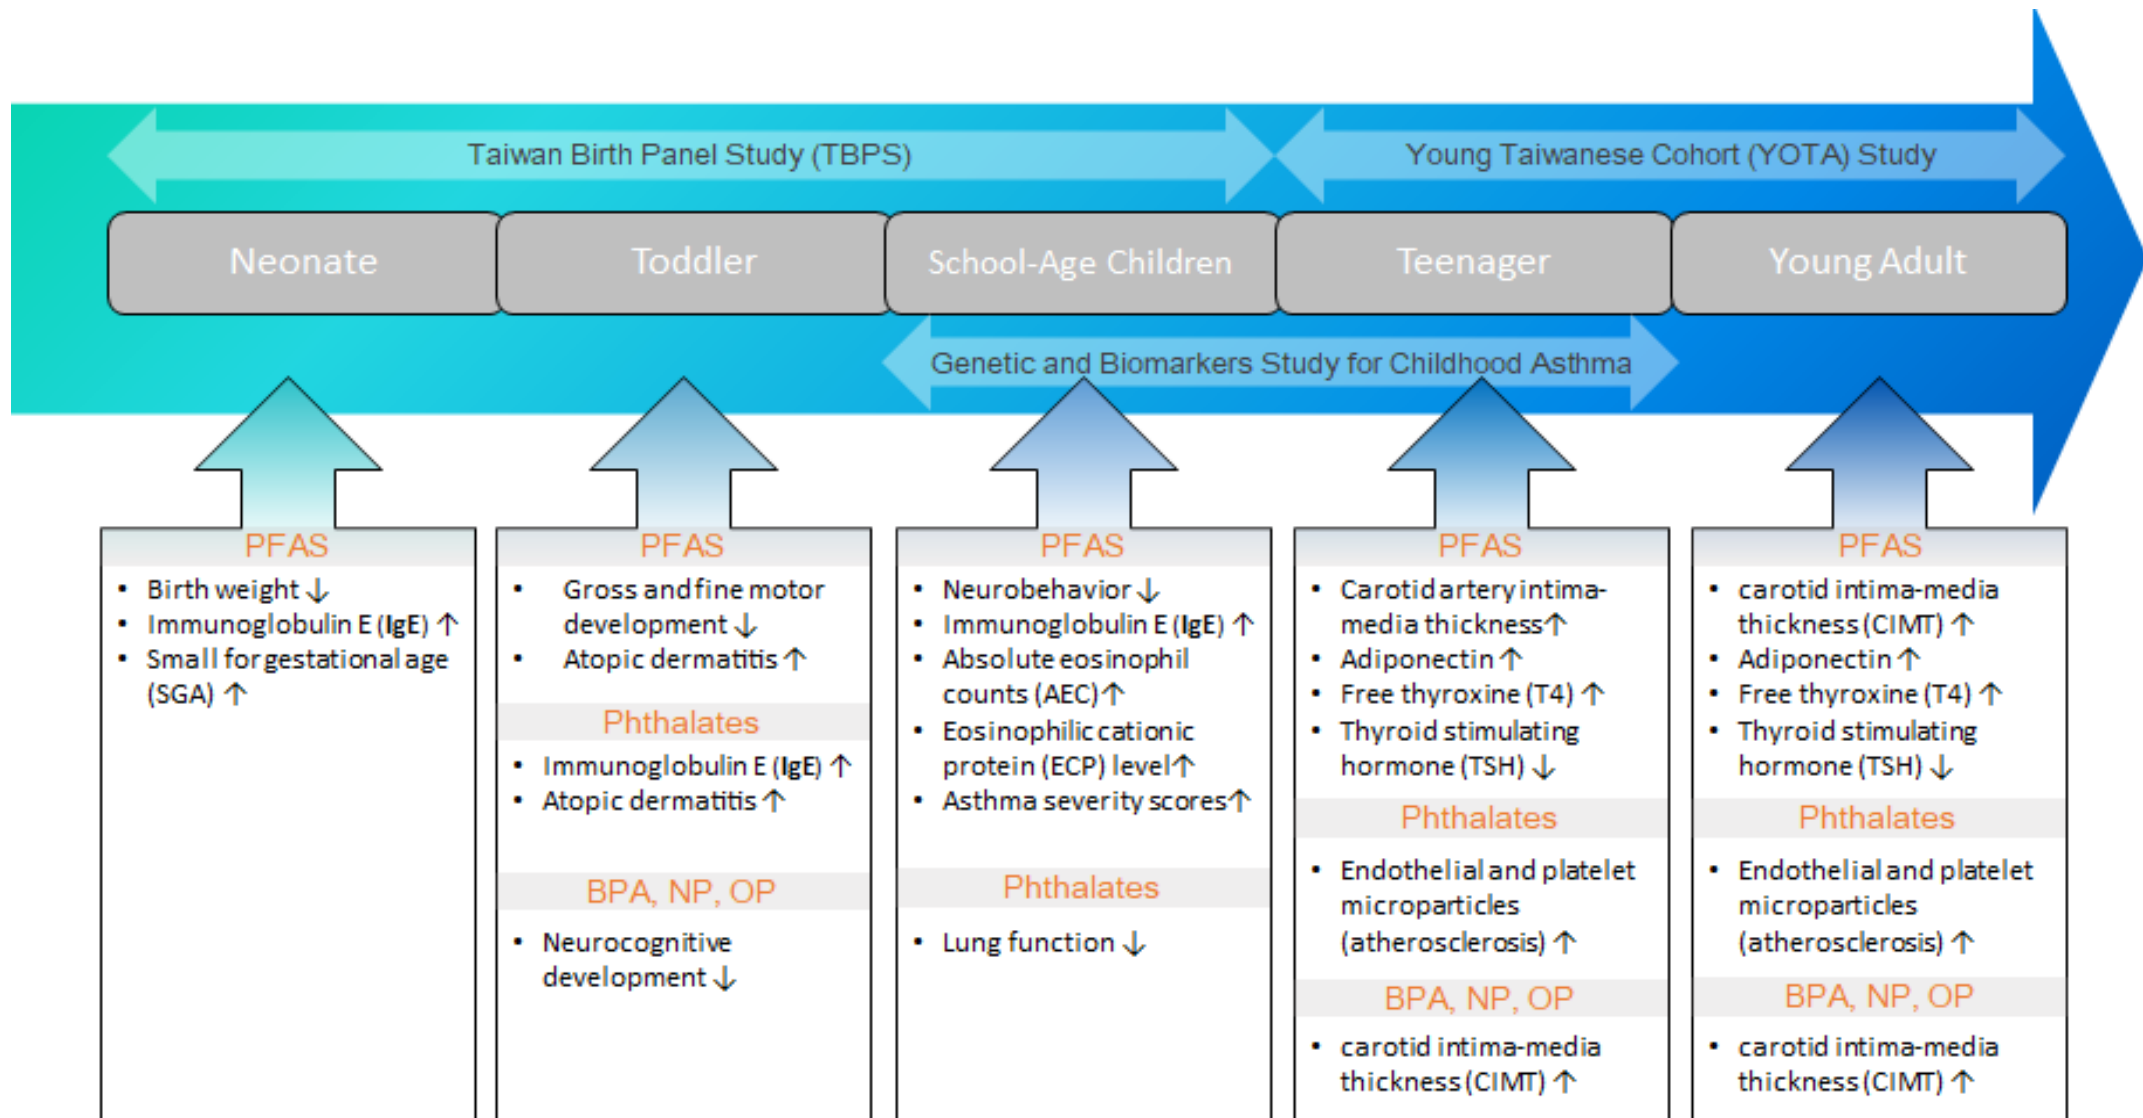 Taiwan Birth Panel Study (TBPS)
Young Taiwanese Cohort (YOTA) Study
Neonate
Toddler
School-Age Children
Teenager
Young Adult
Genetic and Biomarkers Study for Childhood Asthma
PFAS
• Birth weight ↓
• Immunoglobulin E (IgE) ↑
• Small for gestational age
(SGA) ↑
PFAS
• Gross and fine motor
development ↓
• Atopic dermatitis ↑
Phthalates
• Immunoglobulin E (IgE) ↑
• Atopic dermatitis ↑
BPA, NP, OP
• Neurocognitive
development ↓
PFAS
• Neurobehavior ↓
• Immunoglobulin E (IgE) ↑
• Absolute eosinophil
counts (AEC)↑
• Eosinophilic cationic
protein (ECP) level↑
• Asthma severity scores↑
Phthalates
• Lung function ↓
PFAS
• Carotid artery intima-
media thickness↑
• Adiponectin ↑
• Free thyroxine (T4) ↑
• Thyroid stimulating
hormone (TSH) ↓
Phthalates
• Endothelial and platelet
microparticles
(atherosclerosis) ↑
BPA, NP, OP
• carotid intima-media
thickness (CIMT) ↑
PFAS
• carotid intima-media
thickness (CIMT) ↑
• Adiponectin ↑
• Free thyroxine (T4) ↑
• Thyroid stimulating
hormone (TSH) ↓
Phthalates
• Endothelial and platelet
microparticles
(atherosclerosis) ↑
BPA, NP, OP
• carotid intima-media
thickness (CIMT) ↑